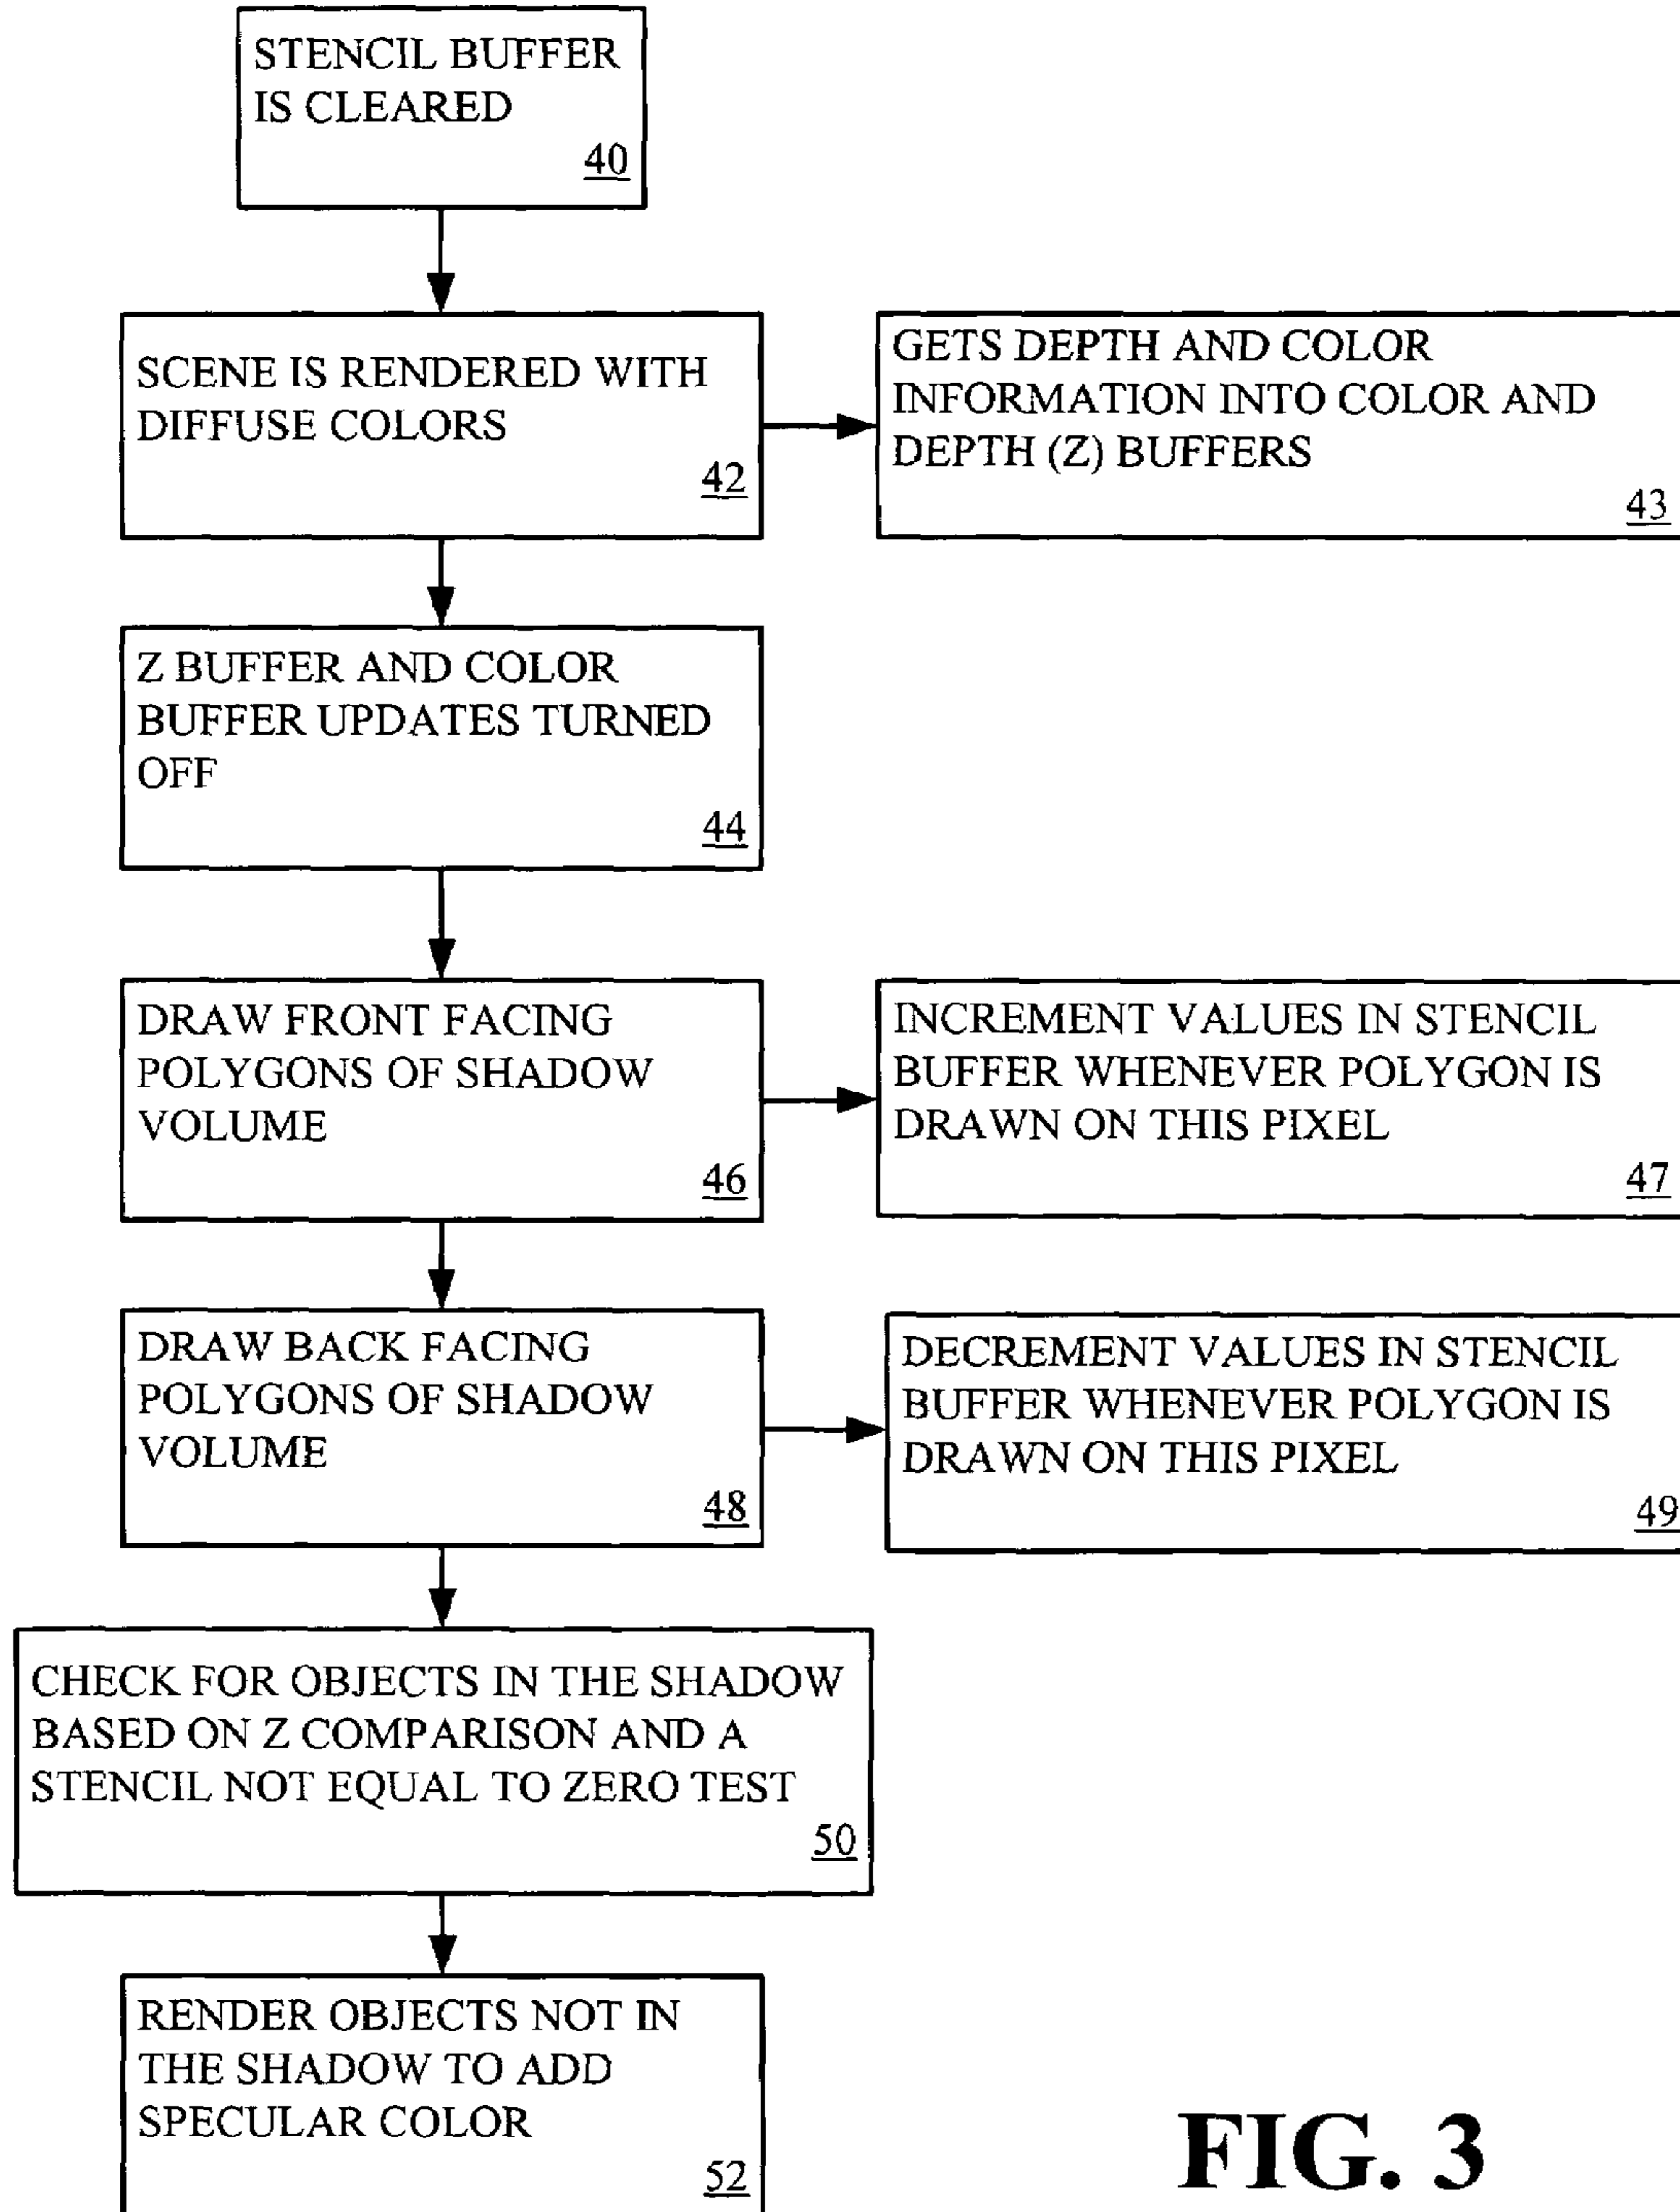 STENCIL BUFFER
IS CLEARED
40
SCENE IS RENDERED WITH
DIFFUSE COLORS
42
GETS DEPTH AND COLOR
INFORMATION INTO COLOR AND
DEPTH (Z) BUFFERS
43
Z BUFFER AND COLOR
BUFFER UPDATES TURNED
OFF
44
DRAW FRONT FACING
POLYGONS OF SHADOW
VOLUME
46
INCREMENT VALUES IN STENCIL
BUFFER WHENEVER POLYGON IS
DRAWN ON THIS PIXEL
47
DRAW BACK FACING
POLYGONS OF SHADOW
VOLUME
48
DECREMENT VALUES IN STENCIL
BUFFER WHENEVER POLYGON IS
DRAWN ON THIS PIXEL
49
CHECK FOR OBJECTS IN THE SHADOW
BASED ON Z COMPARISON AND A
STENCIL NOT EQUAL TO ZERO TEST
50
RENDER OBJECTS NOT IN
THE SHADOW TO ADD
SPECULAR COLOR
52
FIG. 3